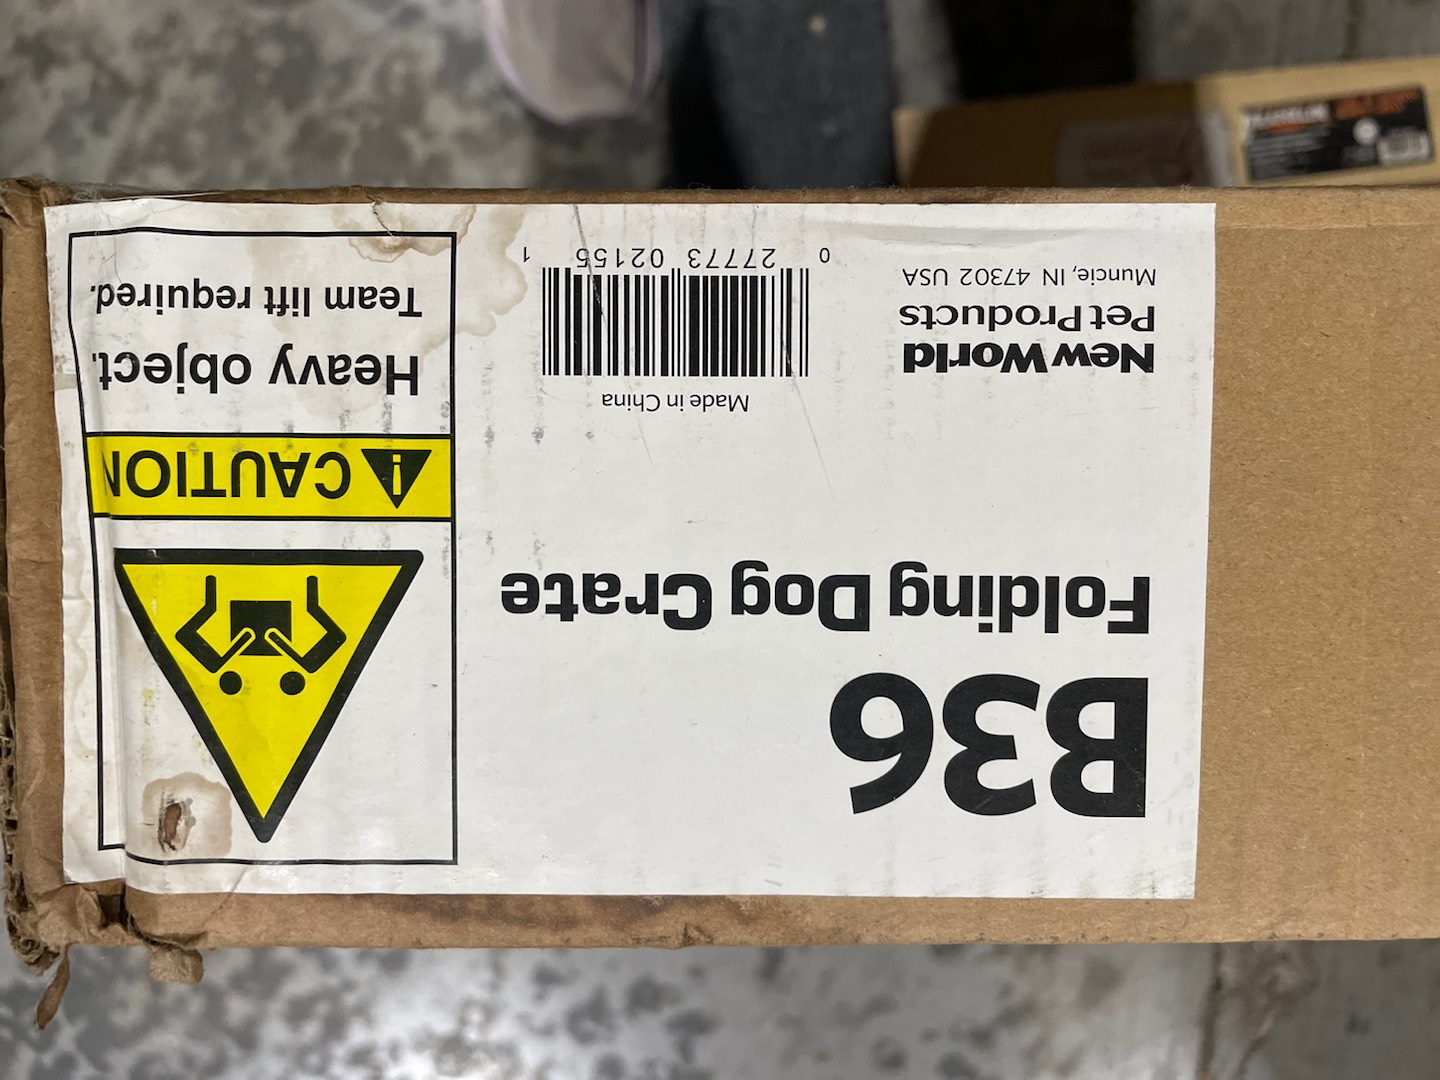 B36
Folding Dog Crate
Made in China
0 27773 02155 1
New World
Pet Products
Muncie, IN 47302 USA
CAUTION
Heavy object.
Team lift required.